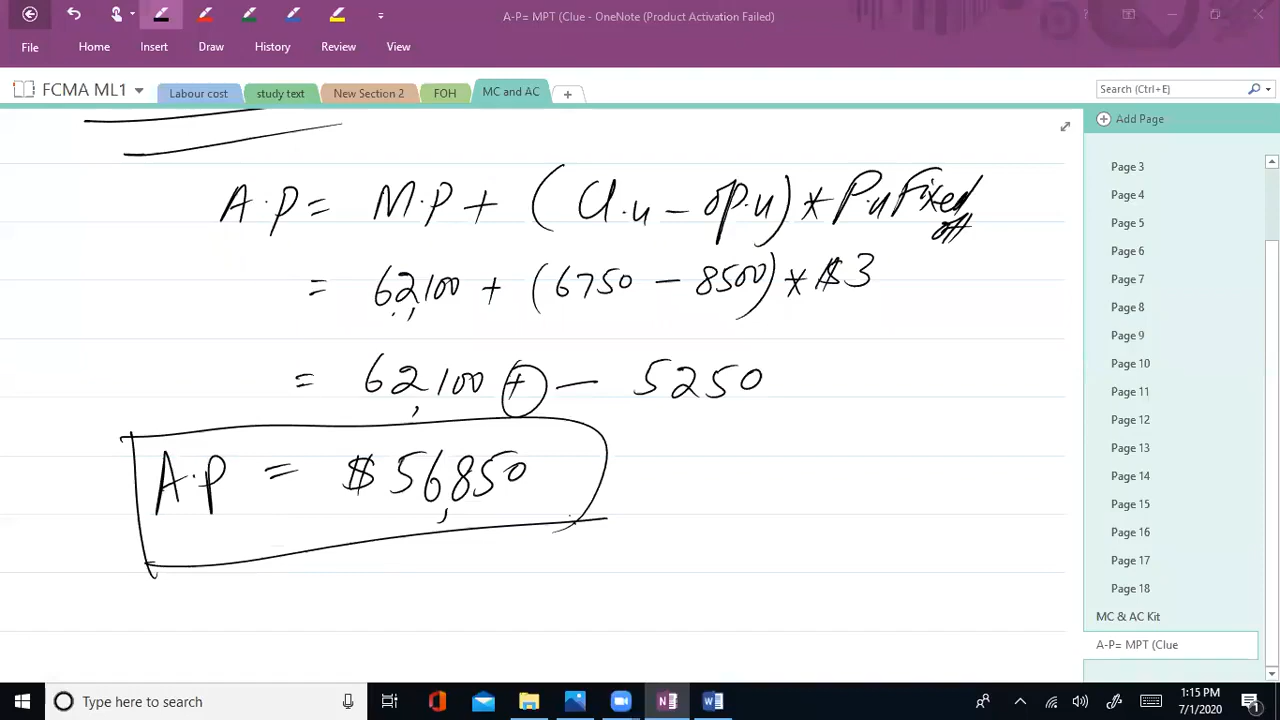 A-P= MPT (Clue - OneNote (Product Activation Failed)
?
File Home Insert Draw History Review View
FCMA ML1 Labour cost study text New Section 2 FOH MC and AC
Search (Ctrl+E)
Add Page
A.P = M.P + (Cl.u - op.u) * P.u Fixed
= 62,100 + (6750 - 8500) * $3
= 62,100 + - 5250
A.P = $56,850
Page 3
Page 4
Page 5
Page 6
Page 7
Page 8
Page 9
Page 10
Page 11
Page 12
Page 13
Page 14
Page 15
Page 16
Page 17
Page 18
MC & AC Kit
A-P= MPT (Clue
Type here to search
1:15 PM
7/1/2020